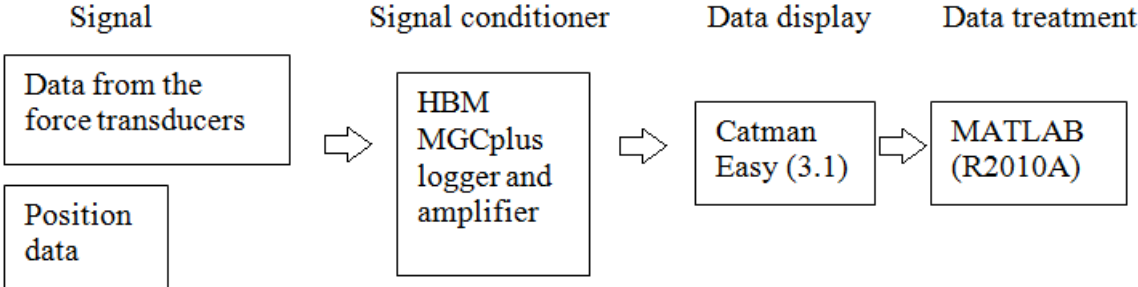 Signal
Signal conditioner
Data display
Data treatment
Data from the
force transducers
Position
data
HBM
MGCplus
logger and
amplifier
Catman
Easy (3.1)
MATLAB
(R2010A)